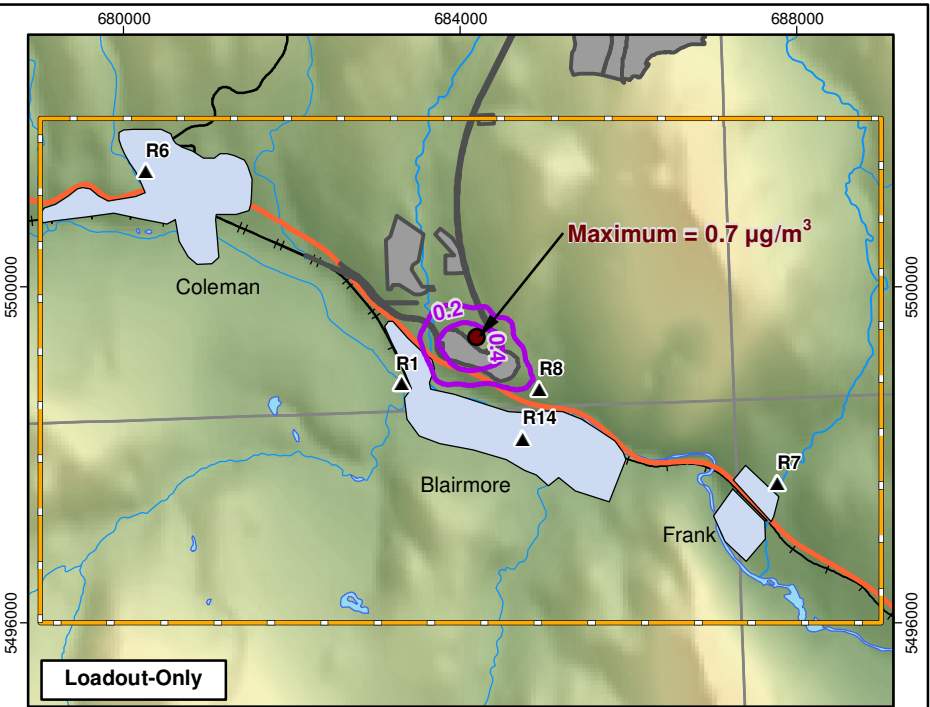 680000
684000
688000
R6
Maximum = 0.7 µg/m³
Coleman
5500000
5500000
0.2
0.4
R1
R8
R14
R7
Blairmore
Frank
5496000
5496000
Loadout-Only